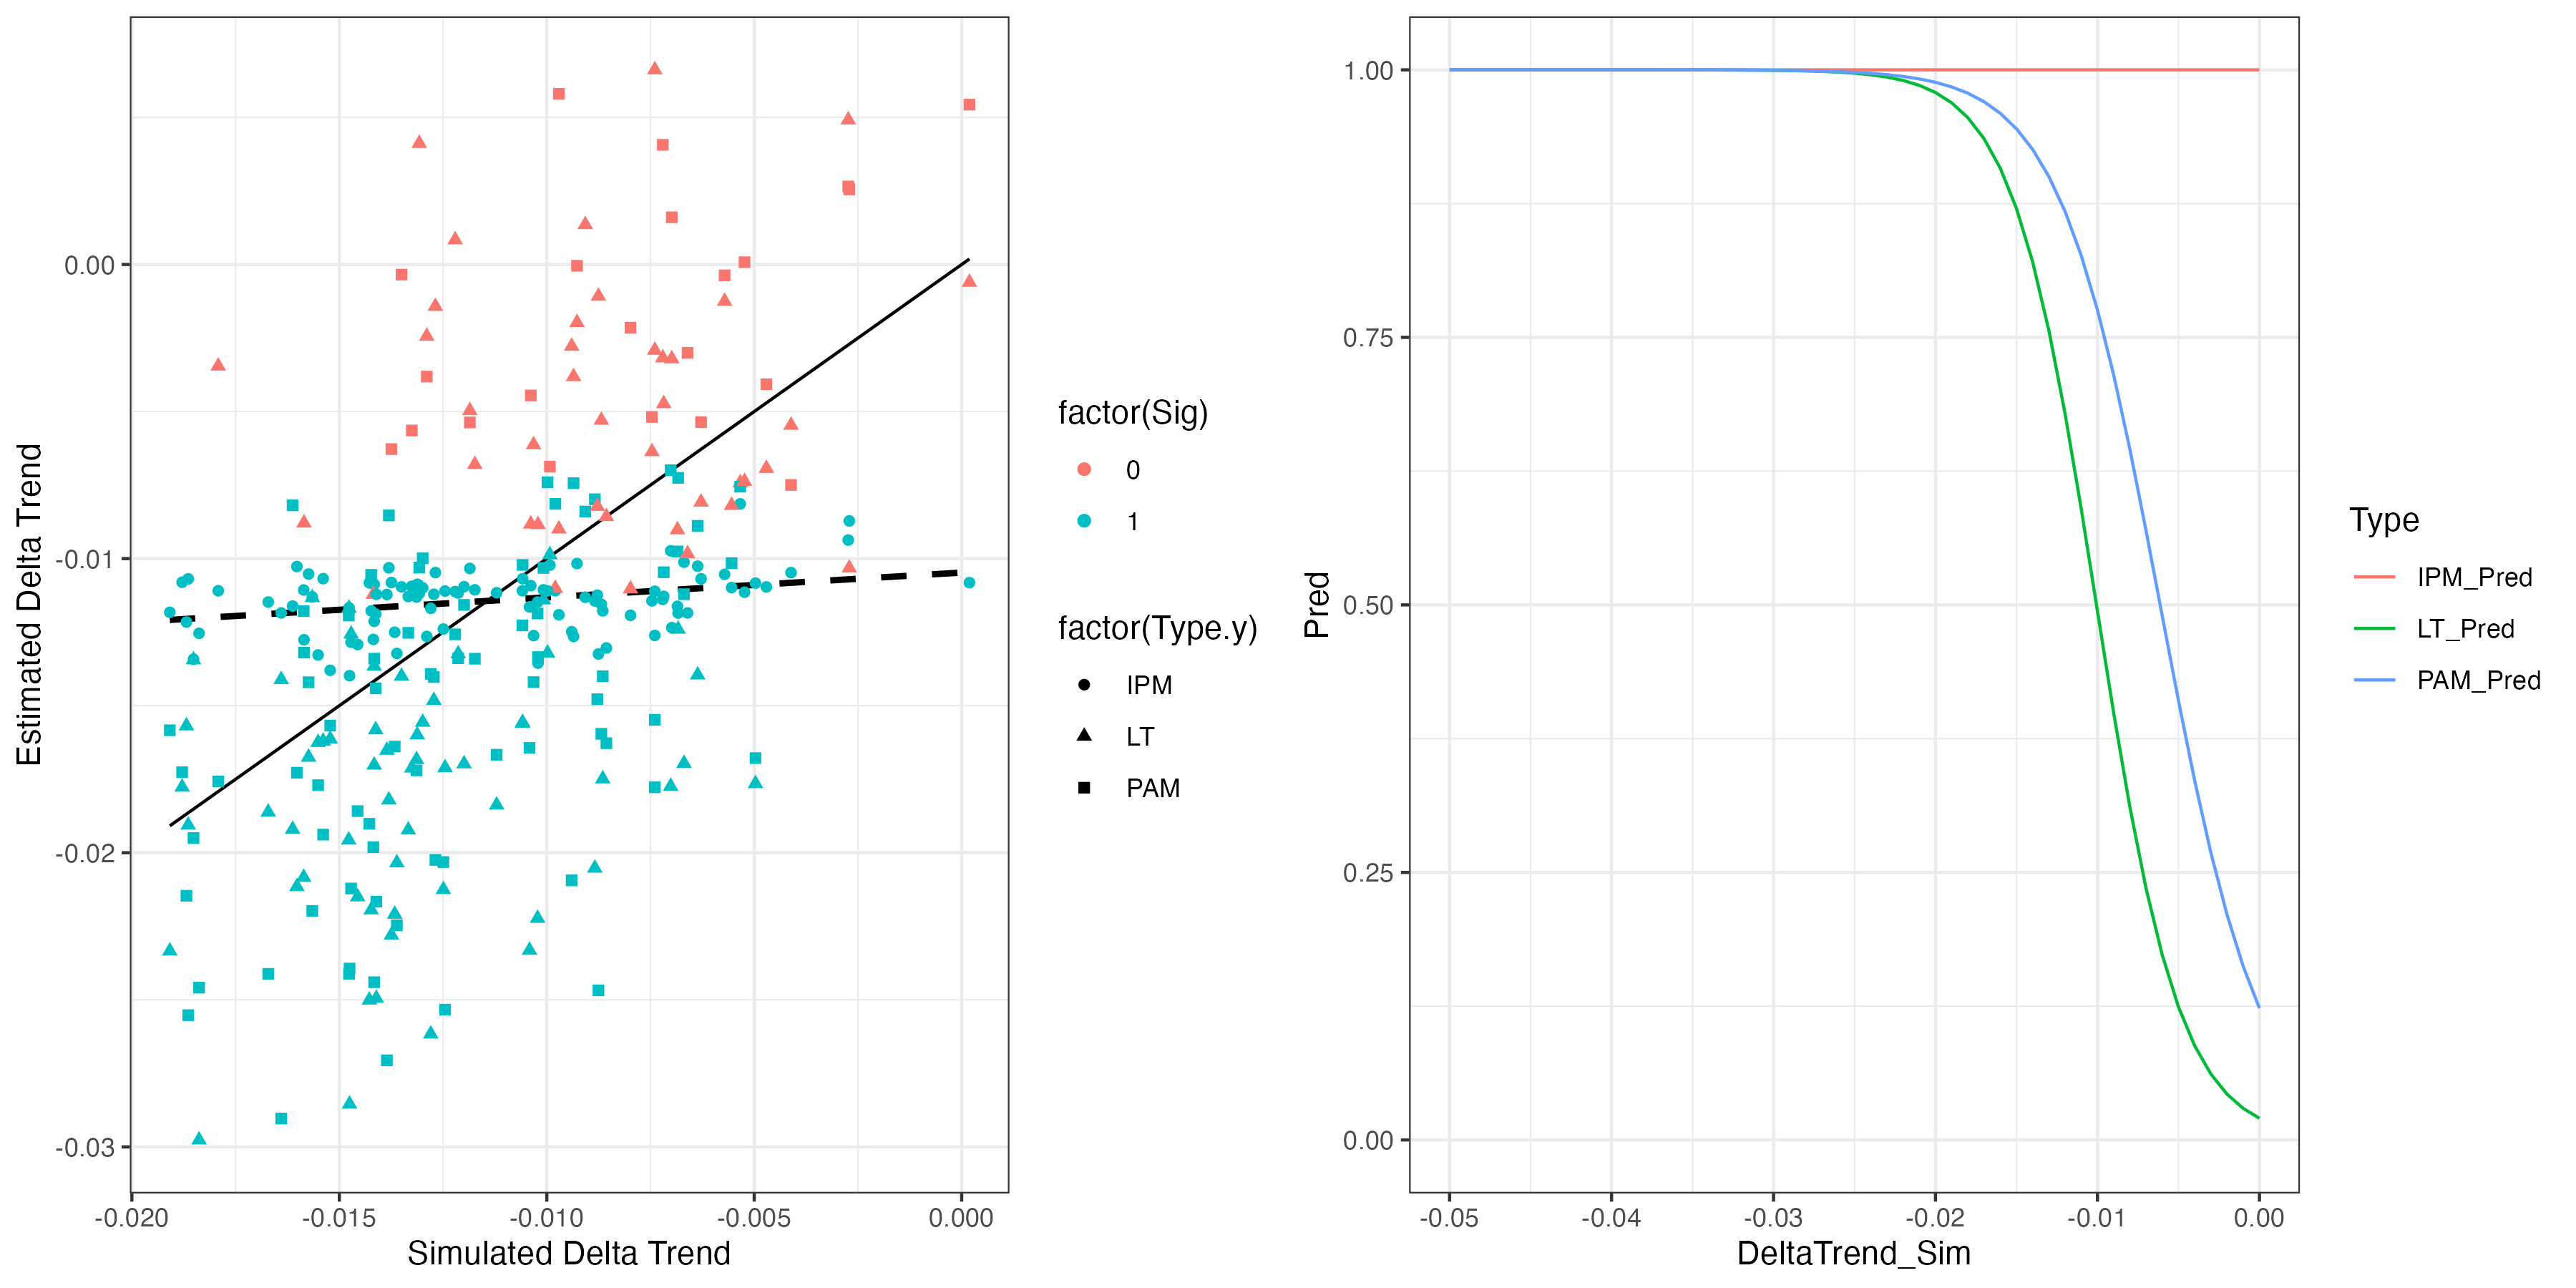 Estimated Delta Trend
0.00
-0.01
-0.02
-0.03
-0.020 -0.015 -0.010 -0.005 0.000
Simulated Delta Trend
factor(Sig)
0
1
factor(Type.y)
IPM
LT
PAM
Pred
1.00
0.75
0.50
0.25
0.00
-0.05 -0.04 -0.03 -0.02 -0.01 0.00
DeltaTrend_Sim
Type
IPM_Pred
LT_Pred
PAM_Pred